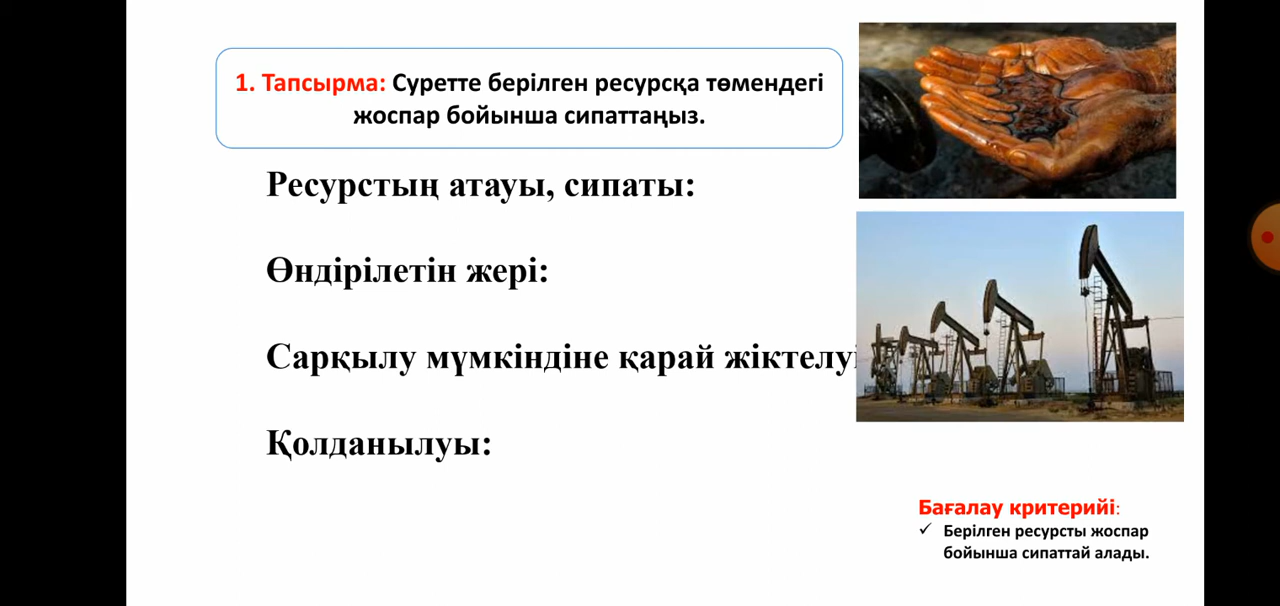 1. Тапсырма: Суретте берілген ресурсқа төмендегі
жоспар бойынша сипаттаңыз.
Ресурстың атауы, сипаты:
Өндірілетін жері:
Сарқылу мүмкіндіне қарай жіктелуі
Қолданылуы:
Бағалау критерийі:
✓ Берілген ресурсты жоспар
бойынша сипаттай алады.